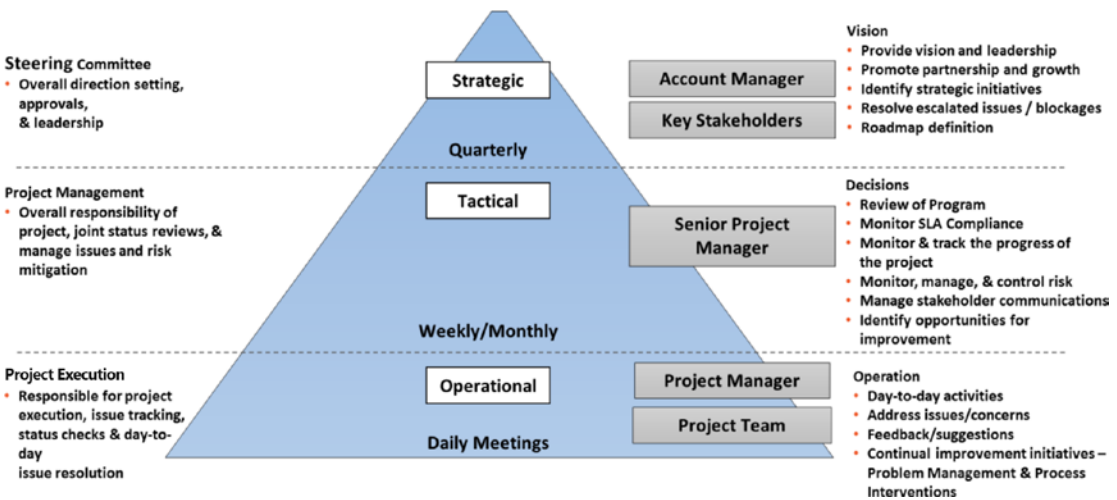 Steering Committee
• Overall direction setting,
approvals,
& leadership
Strategic
Quarterly
Account Manager
Key Stakeholders
Vision
• Provide vision and leadership
• Promote partnership and growth
• Identify strategic initiatives
• Resolve escalated issues / blockages
• Roadmap definition
Project Management
• Overall responsibility of
project, joint status reviews, &
manage issues and risk
mitigation
Tactical
Weekly/Monthly
Senior Project
Manager
Decisions
• Review of Program
• Monitor SLA Compliance
• Monitor & track the progress of
the project
• Monitor, manage, & control risk
• Manage stakeholder communications
• Identify opportunities for
improvement
Project Execution
• Responsible for project
execution, issue tracking,
status checks & day-to-
day
issue resolution
Operational
Daily Meetings
Project Manager
Project Team
Operation
• Day-to-day activities
• Address issues/concerns
• Feedback/suggestions
• Continual improvement initiatives –
Problem Management & Process
Interventions